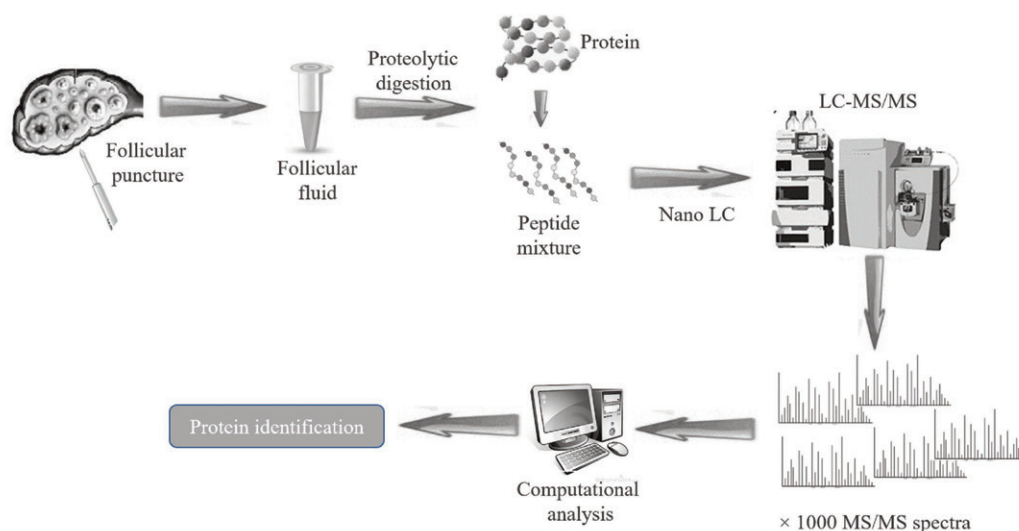 Follicular
puncture
Follicular
fluid
Proteolytic
digestion
Protein
Peptide
mixture
Nano LC
LC-MS/MS
× 1000 MS/MS spectra
Computational
analysis
Protein identification